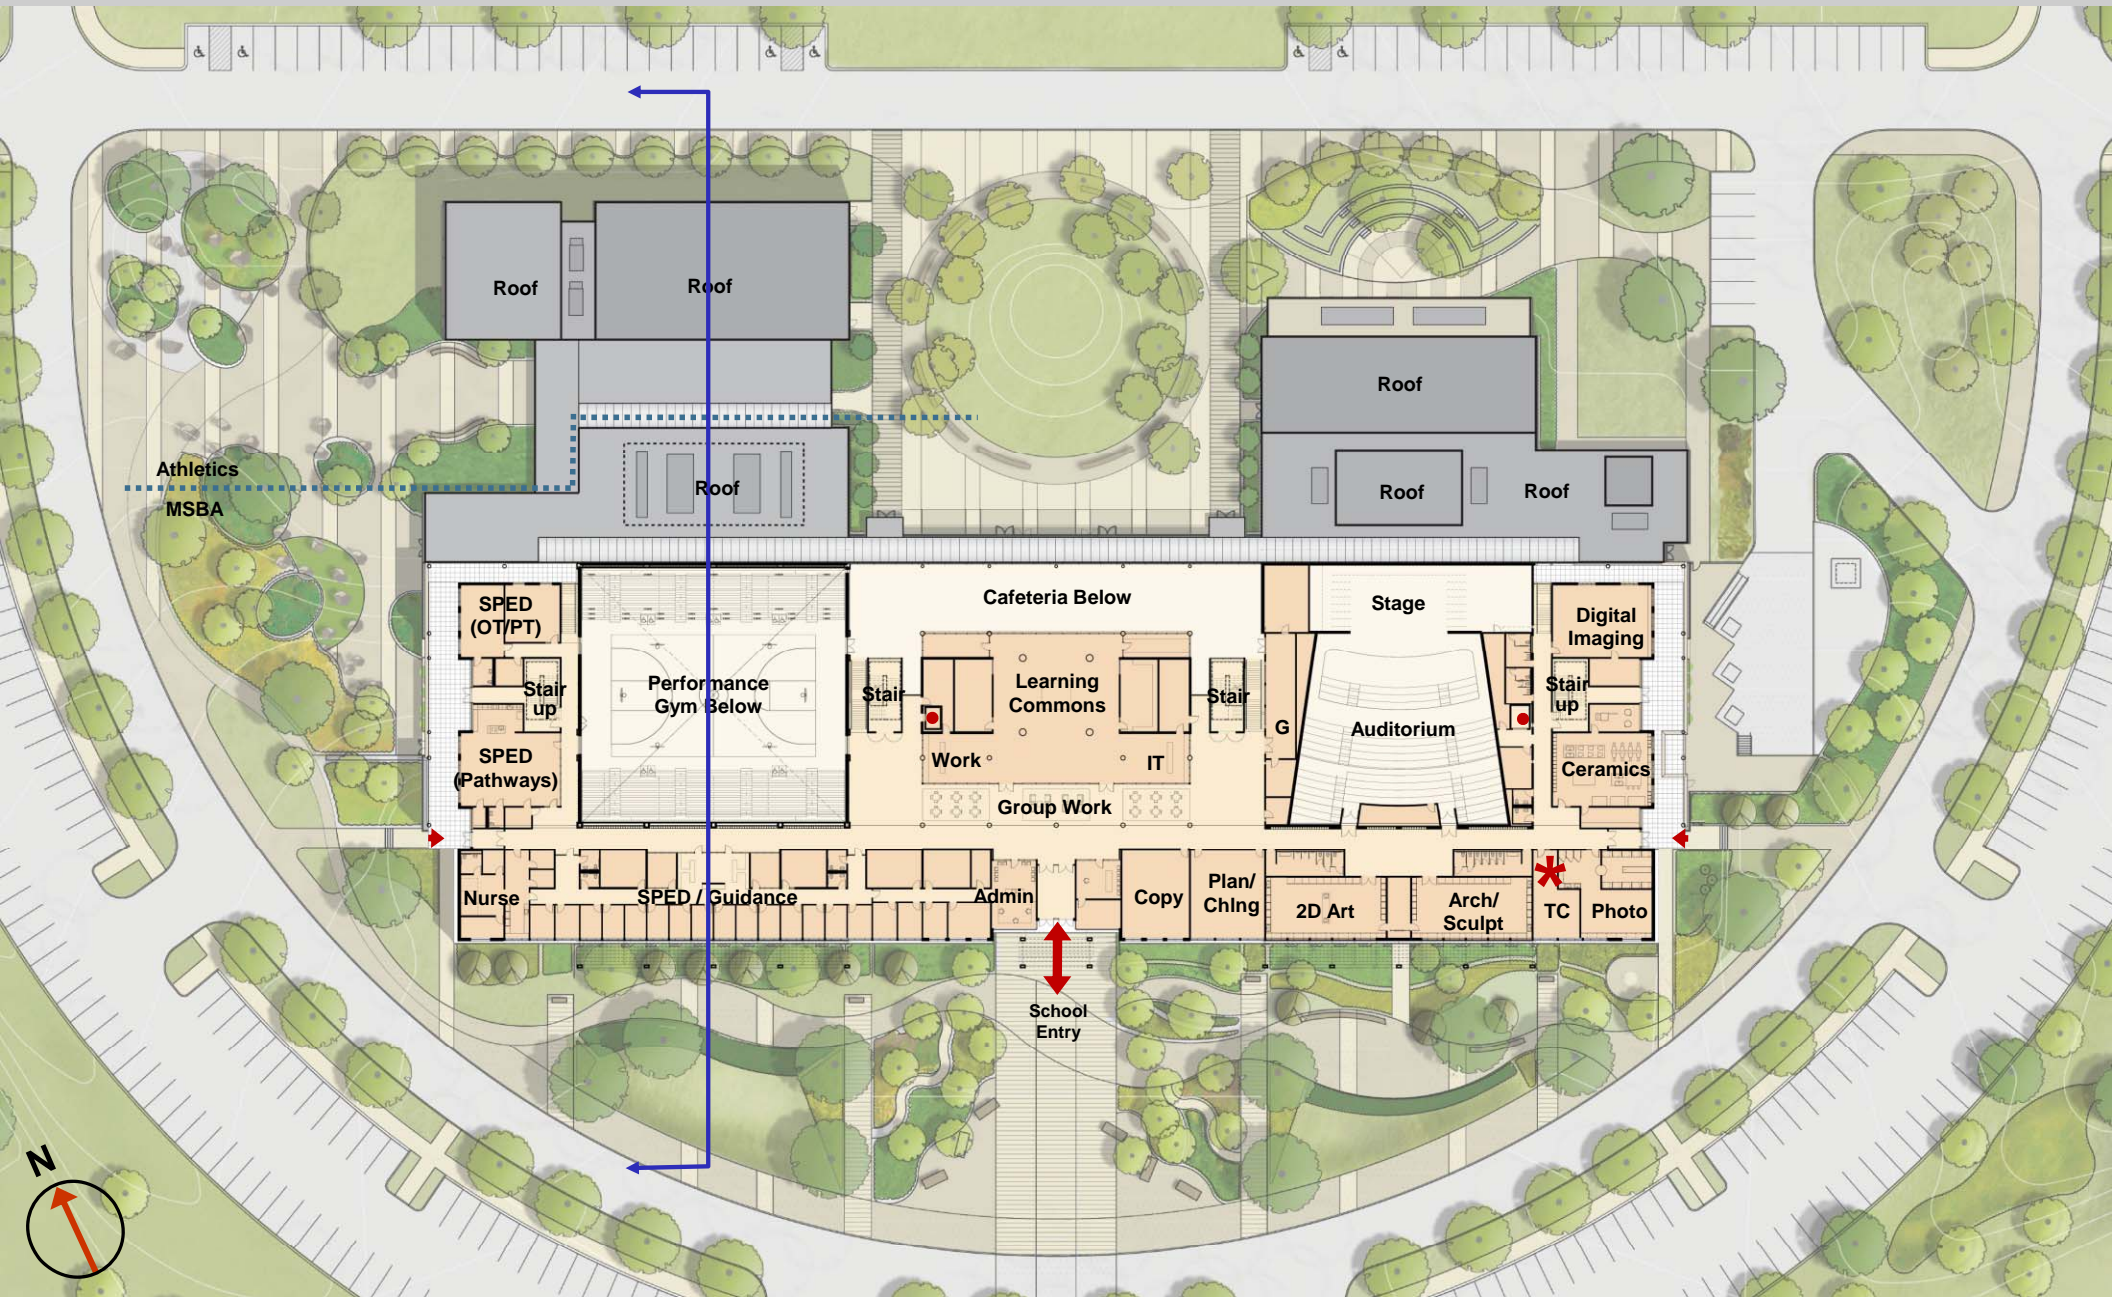 Roof
Roof
Roof
Athletics
MSBA
Roof
Roof
Roof
SPED
(OT/PT)
Cafeteria Below
Stage
Digital
Imaging
Stair
up
Performance
Gym Below
Stair
Learning
Commons
Stair
G
Auditorium
Stair
up
SPED
(Pathways)
Work
IT
Ceramics
Group Work
Nurse
SPED / Guidance
Admin
Copy
Plan/
Chlng
2D Art
Arch/
Sculpt
*
TC
Photo
School
Entry
N